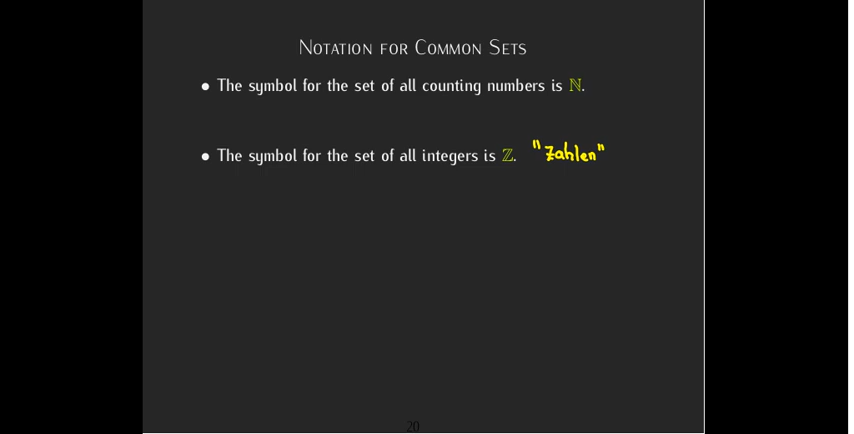 Notation for Common Sets
• The symbol for the set of all counting numbers is ℕ.
• The symbol for the set of all integers is ℤ. "Zahlen"
20